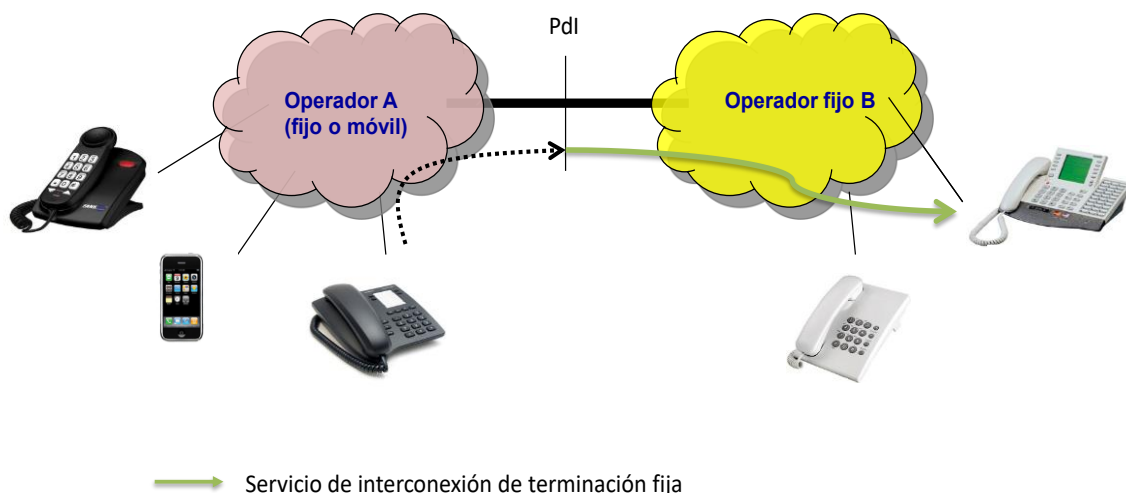 PdI
Operador A
(fijo o móvil)
Operador fijo B
Servicio de interconexión de terminación fija